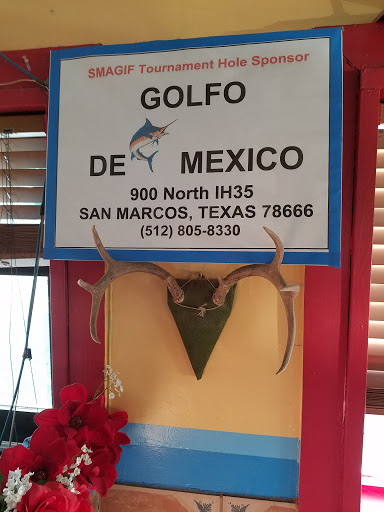 SMAGIF Tournament Hole Sponsor
GOLFO
DE MEXICO
900 North IH35
SAN MARCOS, TEXAS 78666
(512) 805-8330